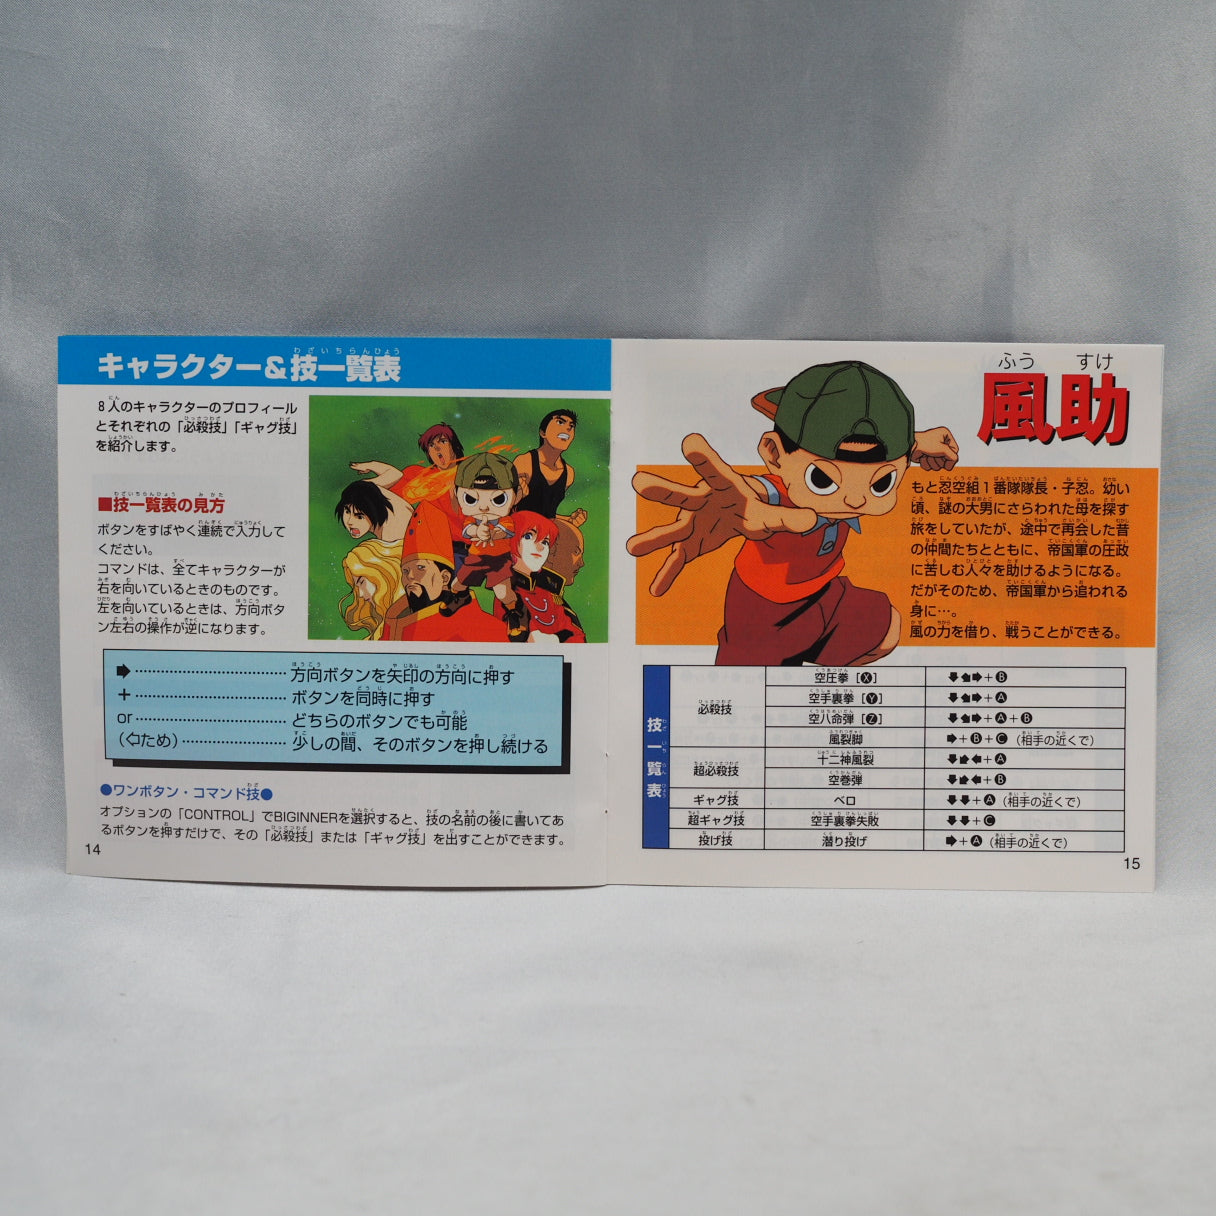 キャラクター&技一覧表
8人のキャラクターのプロフィール
とそれぞれの「必殺技」「ギャグ技」
を紹介します。
■技一覧表の見方
ボタンをすばやく連続で入力して
ください。
コマンドは、全てキャラクターが
右を向いているときのものです。
左を向いているときは、方向ボタ
ン左右の操作が逆になります。
➡ …………………… 方向ボタンを矢印の方向に押す
+ …………………… ボタンを同時に押す
or …………………… どちらのボタンでも可能
(⇦ため) …………………… 少しの間、そのボタンを押し続ける
●ワンボタン・コマンド技●
オプションの「CONTROL」でBIGINNERを選択すると、技の名前の後に書いてあ
るボタンを押すだけで、その「必殺技」または「ギャグ技」を出すことができます。
14
ふう すけ
風助
もと忍空組1番隊隊長・子忍。幼い
頃、謎の大男にさらわれた母を探す
旅をしていたが、途中で再会した昔
の仲間たちとともに、帝国軍の圧政
に苦しむ人々を助けるようになる。
だがそのため、帝国軍から追われる
身に…。
風の力を借り、戦うことができる。
技一覧表
必殺技
空圧拳 [X] ⬇⬊➡+B
空手裏拳 [Y] ⬇⬊➡+A
空八命弾 [Z] ⬇⬊➡+A+B
風裂脚 ➡+B+C (相手の近くで)
超必殺技
十二神風裂 ⬇⬋⬅+A
空巻弾 ⬇⬋⬅+B
ギャグ技 ベロ ⬇⬇+A (相手の近くで)
超ギャグ技 空手裏拳失敗 ⬇⬇+C
投げ技 潜り投げ ➡+A (相手の近くで)
15